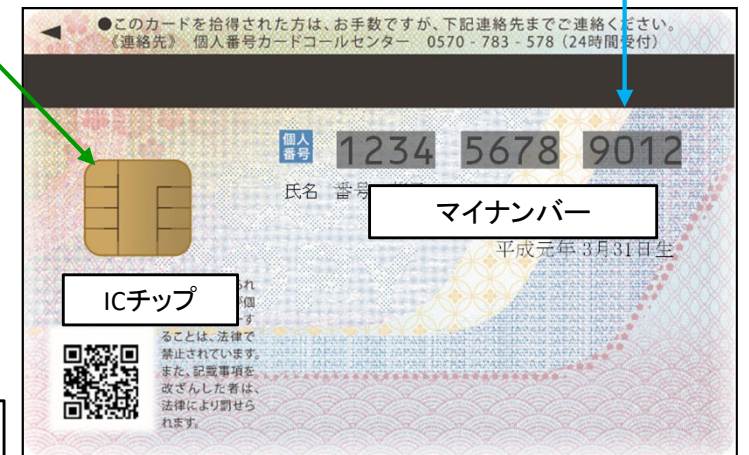 ●このカードを拾得された方は、お手数ですが、下記連絡先までご連絡ください。
《連絡先》 個人番号カードコールセンター 0570-783-578（24時間受付）
個人番号 1234 5678 9012
氏名 番号
マイナンバー
平成元年3月31日生
ICチップ
られ
が個
す
ることは、法律で
禁止されています。
また、記載事項を
改ざんした者は、
法律により罰せら
れます。